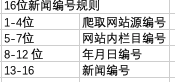 16位新闻编号规则
1-4位 爬取网站源编号
5-7位 网站内栏目编号
8-12 位 年月日编号
13-16 新闻编号